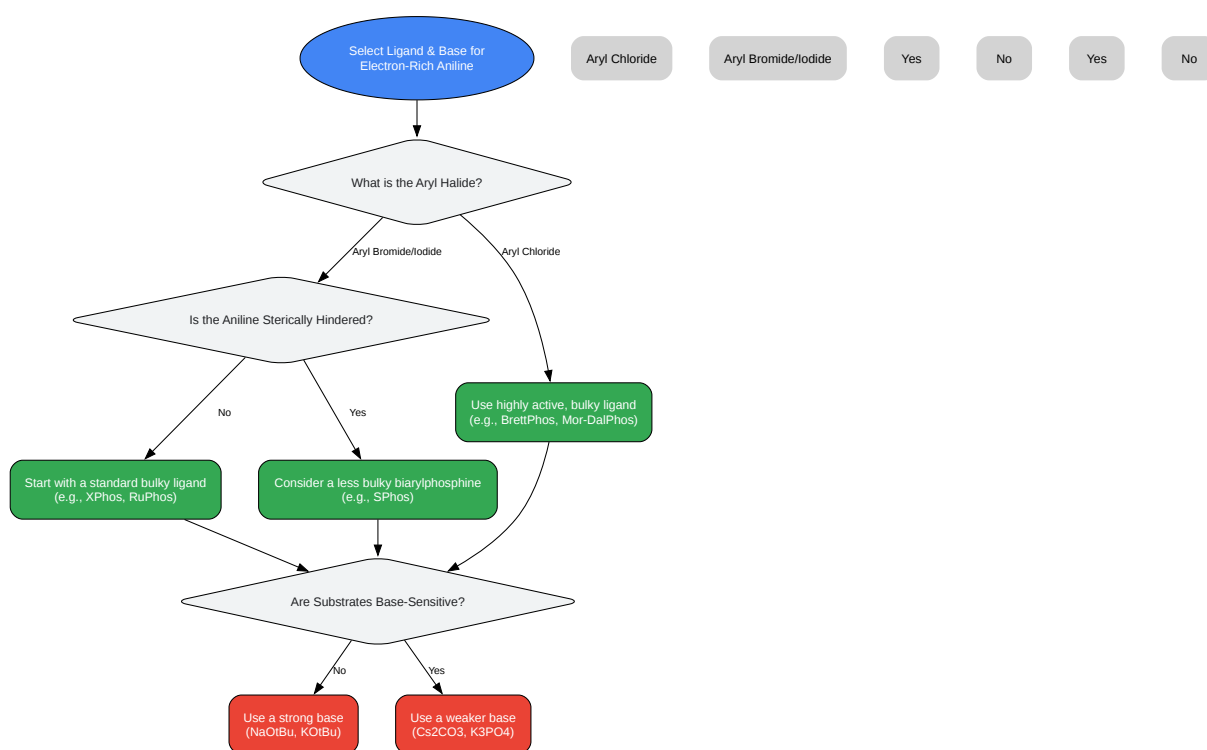 Select Ligand & Base for
Electron-Rich Aniline
Aryl Chloride
Aryl Bromide/Iodide
Yes
No
Yes
No
What is the Aryl Halide?
Aryl Bromide/Iodide
Aryl Chloride
Is the Aniline Sterically Hindered?
No
Yes
Use highly active, bulky ligand
(e.g., BrettPhos, Mor-DalPhos)
Start with a standard bulky ligand
(e.g., XPhos, RuPhos)
Consider a less bulky biarylphosphine
(e.g., SPhos)
Are Substrates Base-Sensitive?
No
Yes
Use a strong base
(NaOtBu, KOtBu)
Use a weaker base
(Cs2CO3, K3PO4)